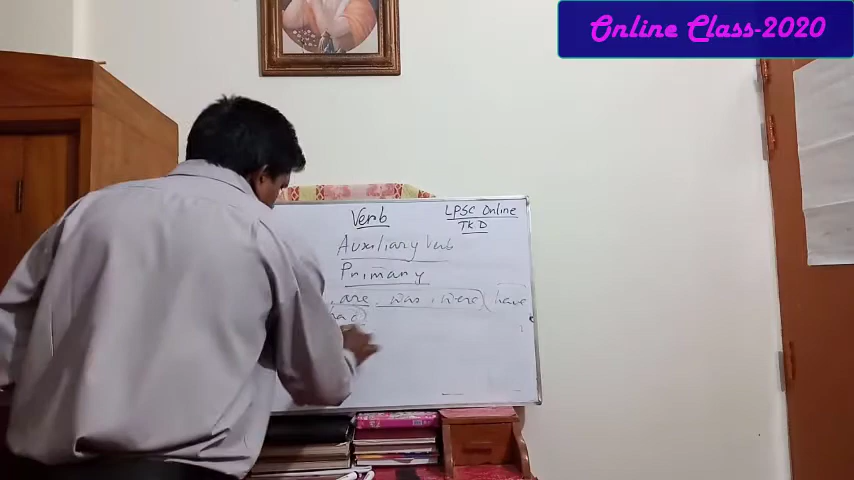 Online Class-2020
Verb
LPSC Online
TKD
Auxiliary Verb
Primary
, are, was, were, have
had